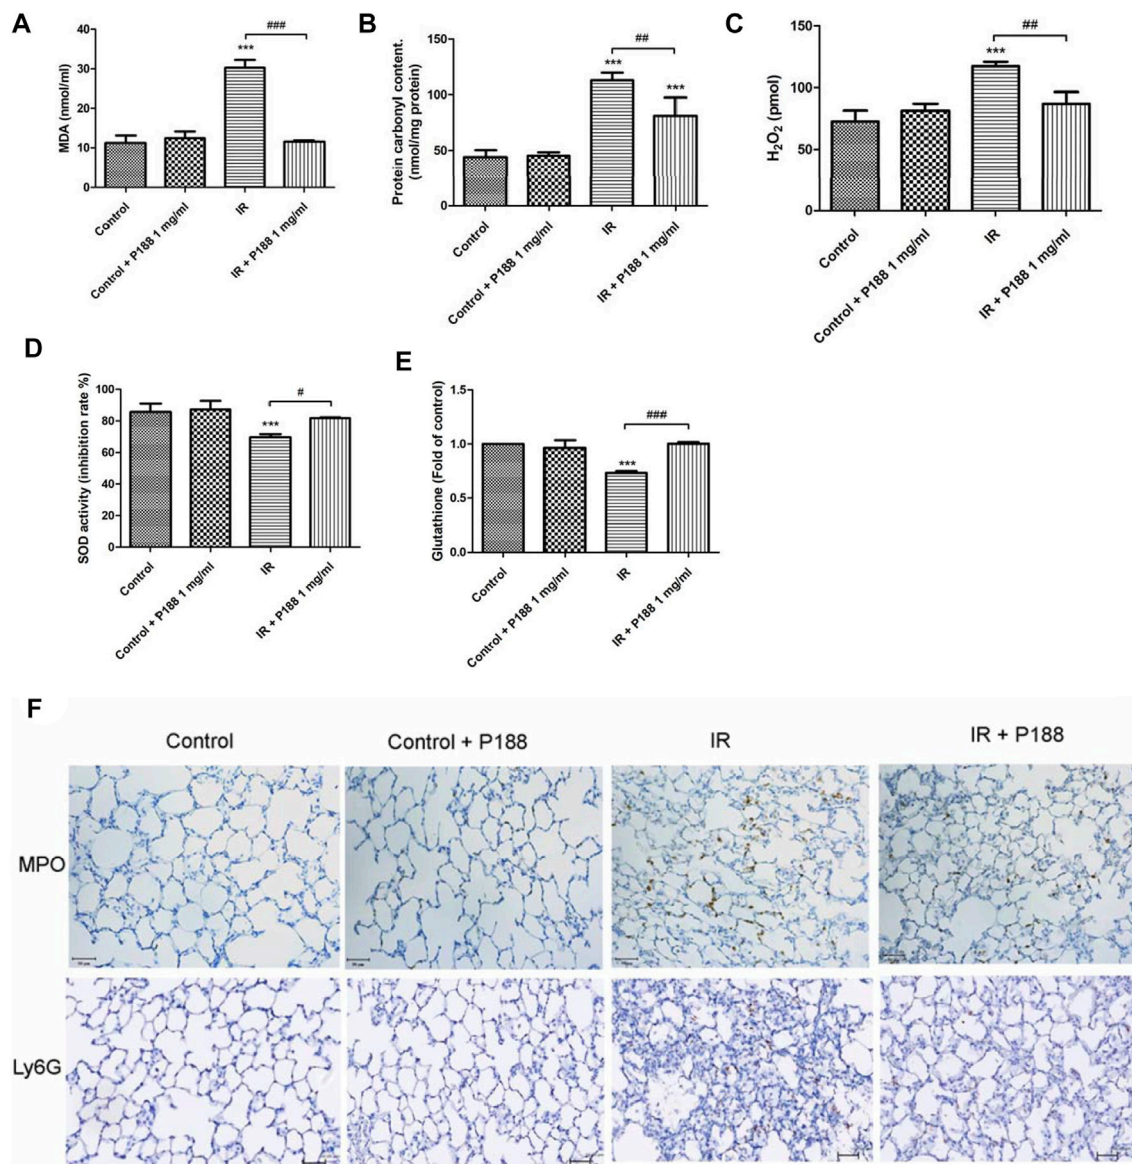 A
MDA (nmol/ml)
40
30
20
10
0
***
###
Control
Control + P188 1 mg/ml
IR
IR + P188 1 mg/ml
B
Protein carbonyl content.
(nmol/mg protein)
150
100
50
0
***
##
***
Control
Control + P188 1 mg/ml
IR
IR + P188 1 mg/ml
C
H₂O₂ (pmol)
150
100
50
0
***
##
Control
Control + P188 1 mg/ml
IR
IR + P188 1 mg/ml
D
SOD activity (inhibition rate %)
100
80
60
40
20
0
***
#
Control
Control + P188 1 mg/ml
IR
IR + P188 1 mg/ml
E
Glutathione (Fold of control)
1.5
1.0
0.5
0.0
***
###
Control
Control + P188 1 mg/ml
IR
IR + P188 1 mg/ml
F
Control
Control + P188
IR
IR + P188
MPO
Ly6G